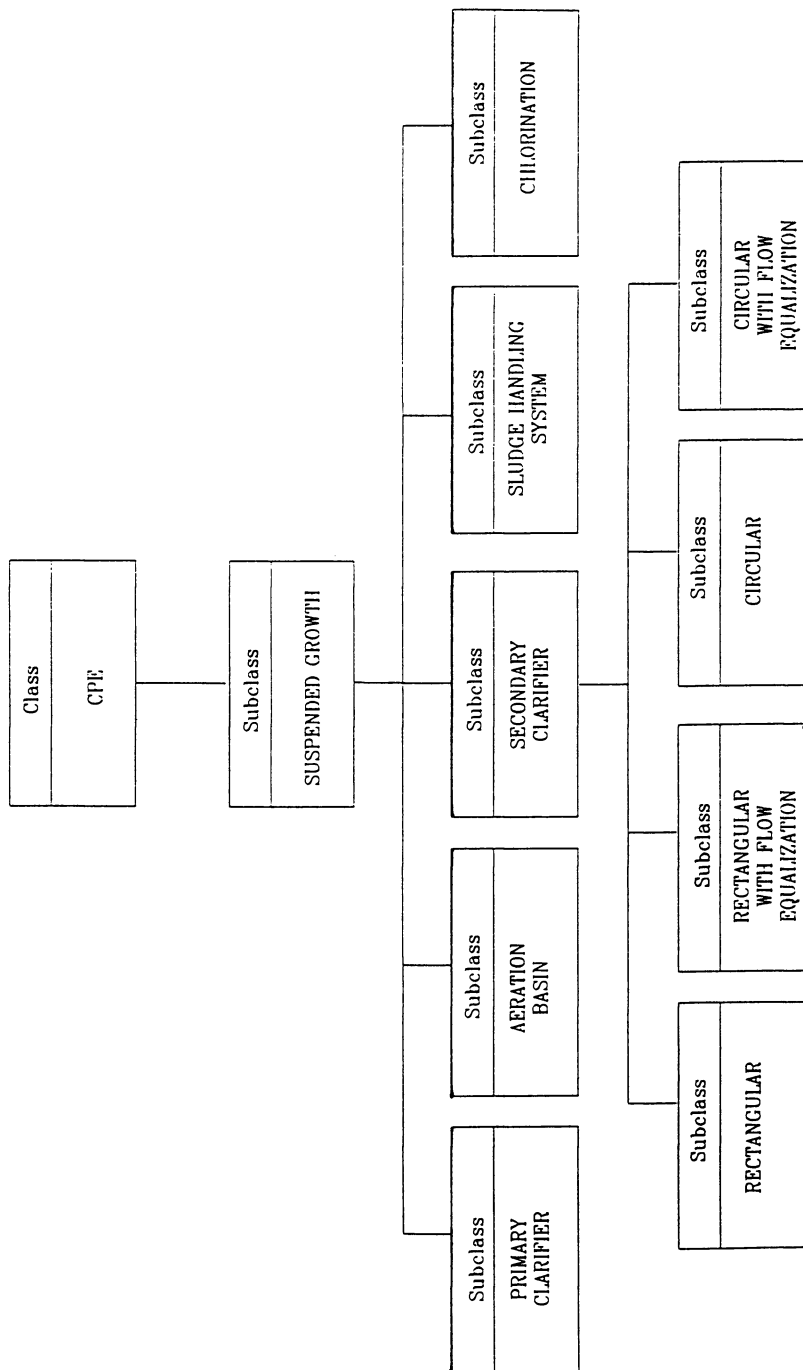 Class
CPE
Subclass
SUSPENDED GROWTH
Subclass
PRIMARY
CLARIFIER
Subclass
AERATION
BASIN
Subclass
SECONDARY
CLARIFIER
Subclass
SLUDGE HANDLING
SYSTEM
Subclass
CHLORINATION
Subclass
RECTANGULAR
Subclass
RECTANGULAR
WITH FLOW
EQUALIZATION
Subclass
CIRCULAR
Subclass
CIRCULAR
WITH FLOW
EQUALIZATION